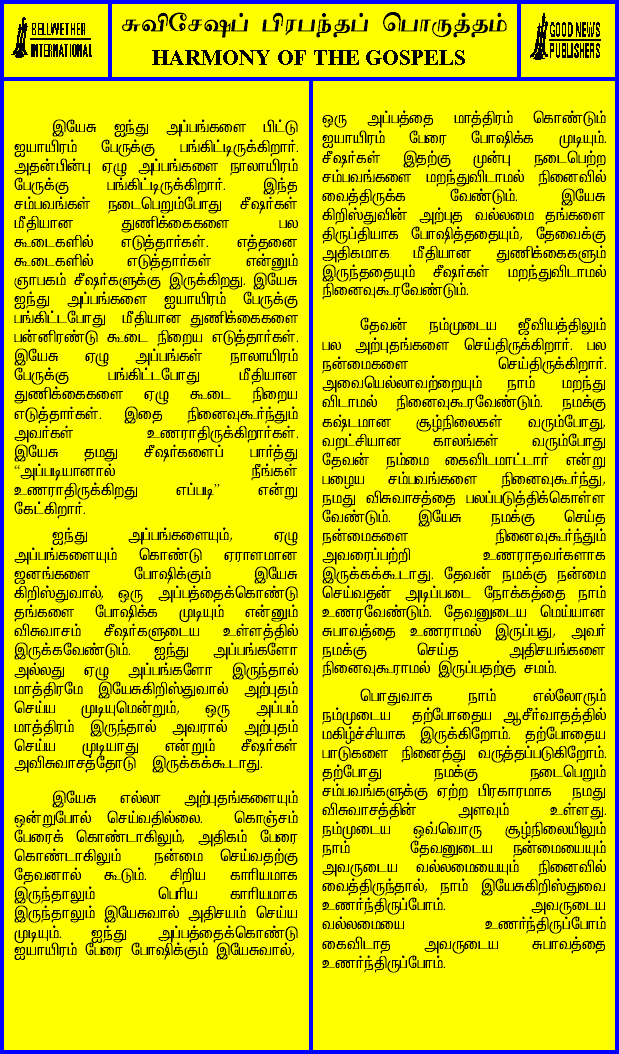 BELLWETHER
INTERNATIONAL
சுவிசேஷப் பிரபந்தப் பொருத்தம்
HARMONY OF THE GOSPELS
GOOD NEWS
PUBLISHERS
இயேசு ஐந்து அப்பங்களை பிட்டு
ஐயாயிரம் பேருக்கு பங்கிட்டிருக்கிறார்.
அதன்பின்பு ஏழு அப்பங்களை நாலாயிரம்
பேருக்கு பங்கிட்டிருக்கிறார். இந்த
சம்பவங்கள் நடைபெறும்போது சீஷர்கள்
மீதியான துணிக்கைகளை பல
கூடைகளில் எடுத்தார்கள். எத்தனை
கூடைகளில் எடுத்தார்கள் என்னும்
ஞாபகம் சீஷர்களுக்கு இருக்கிறது. இயேசு
ஐந்து அப்பங்களை ஐயாயிரம் பேருக்கு
பங்கிட்டபோது மீதியான துணிக்கைகளை
பன்னிரண்டு கூடை நிறைய எடுத்தார்கள்.
இயேசு ஏழு அப்பங்கள் நாலாயிரம்
பேருக்கு பங்கிட்டபோது மீதியான
துணிக்கைகளை ஏழு கூடை நிறைய
எடுத்தார்கள். இதை நினைவுகூர்ந்தும்
அவர்கள் உணராதிருக்கிறார்கள்.
இயேசு தமது சீஷர்களைப் பார்த்து
“அப்படியானால் நீங்கள்
உணராதிருக்கிறது எப்படி” என்று
கேட்கிறார்.
ஐந்து அப்பங்களையும், ஏழு
அப்பங்களையும் கொண்டு ஏராளமான
ஜனங்களை போஷிக்கும் இயேசு
கிறிஸ்துவால், ஒரு அப்பத்தைக்கொண்டு
தங்களை போஷிக்க முடியும் என்னும்
விசுவாசம் சீஷர்களுடைய உள்ளத்தில்
இருக்கவேண்டும். ஐந்து அப்பங்களோ
அல்லது ஏழு அப்பங்களோ இருந்தால்
மாத்திரமே இயேசுகிறிஸ்துவால் அற்புதம்
செய்ய முடியுமென்றும், ஒரு அப்பம்
மாத்திரம் இருந்தால் அவரால் அற்புதம்
செய்ய முடியாது என்றும் சீஷர்கள்
அவிசுவாசத்தோடு இருக்கக்கூடாது.
இயேசு எல்லா அற்புதங்களையும்
ஒன்றுபோல் செய்வதில்லை. கொஞ்சம்
பேரைக் கொண்டாகிலும், அதிகம் பேரை
கொண்டாகிலும் நன்மை செய்வதற்கு
தேவனால் கூடும். சிறிய காரியமாக
இருந்தாலும் பெரிய காரியமாக
இருந்தாலும் இயேசுவால் அதிசயம் செய்ய
முடியும். ஐந்து அப்பத்தைக்கொண்டு
ஐயாயிரம் பேரை போஷிக்கும் இயேசுவால்,
ஒரு அப்பத்தை மாத்திரம் கொண்டும்
ஐயாயிரம் பேரை போஷிக்க முடியும்.
சீஷர்கள் இதற்கு முன்பு நடைபெற்ற
சம்பவங்களை மறந்துவிடாமல் நினைவில்
வைத்திருக்க வேண்டும். இயேசு
கிறிஸ்துவின் அற்புத வல்லமை தங்களை
திருப்தியாக போஷித்ததையும், தேவைக்கு
அதிகமாக மீதியான துணிக்கைகளும்
இருந்ததையும் சீஷர்கள் மறந்துவிடாமல்
நினைவுகூரவேண்டும்.
தேவன் நம்முடைய ஜீவியத்திலும்
பல அற்புதங்களை செய்திருக்கிறார். பல
நன்மைகளை செய்திருக்கிறார்.
அவையெல்லாவற்றையும் நாம் மறந்து
விடாமல் நினைவுகூரவேண்டும். நமக்கு
கஷ்டமான சூழ்நிலைகள் வரும்போது,
வறட்சியான காலங்கள் வரும்போது
தேவன் நம்மை கைவிடமாட்டார் என்று
பழைய சம்பவங்களை நினைவுகூர்ந்து,
நமது விசுவாசத்தை பலப்படுத்திக்கொள்ள
வேண்டும். இயேசு நமக்கு செய்த
நன்மைகளை நினைவுகூர்ந்தும்
அவரைப்பற்றி உணராதவர்களாக
இருக்கக்கூடாது. தேவன் நமக்கு நன்மை
செய்வதன் அடிப்படை நோக்கத்தை நாம்
உணரவேண்டும். தேவனுடைய மெய்யான
சுபாவத்தை உணராமல் இருப்பது, அவர்
நமக்கு செய்த அதிசயங்களை
நினைவுகூராமல் இருப்பதற்கு சமம்.
பொதுவாக நாம் எல்லோரும்
நம்முடைய தற்போதைய ஆசீர்வாதத்தில்
மகிழ்ச்சியாக இருக்கிறோம். தற்போதைய
பாடுகளை நினைத்து வருத்தப்படுகிறோம்.
தற்போது நமக்கு நடைபெறும்
சம்பவங்களுக்கு ஏற்ற பிரகாரமாக நமது
விசுவாசத்தின் அளவும் உள்ளது.
நம்முடைய ஒவ்வொரு சூழ்நிலையிலும்
நாம் தேவனுடைய நன்மையையும்
அவருடைய வல்லமையையும் நினைவில்
வைத்திருந்தால், நாம் இயேசுகிறிஸ்துவை
உணர்ந்திருப்போம். அவருடைய
வல்லமையை உணர்ந்திருப்போம்
கைவிடாத அவருடைய சுபாவத்தை
உணர்ந்திருப்போம்.